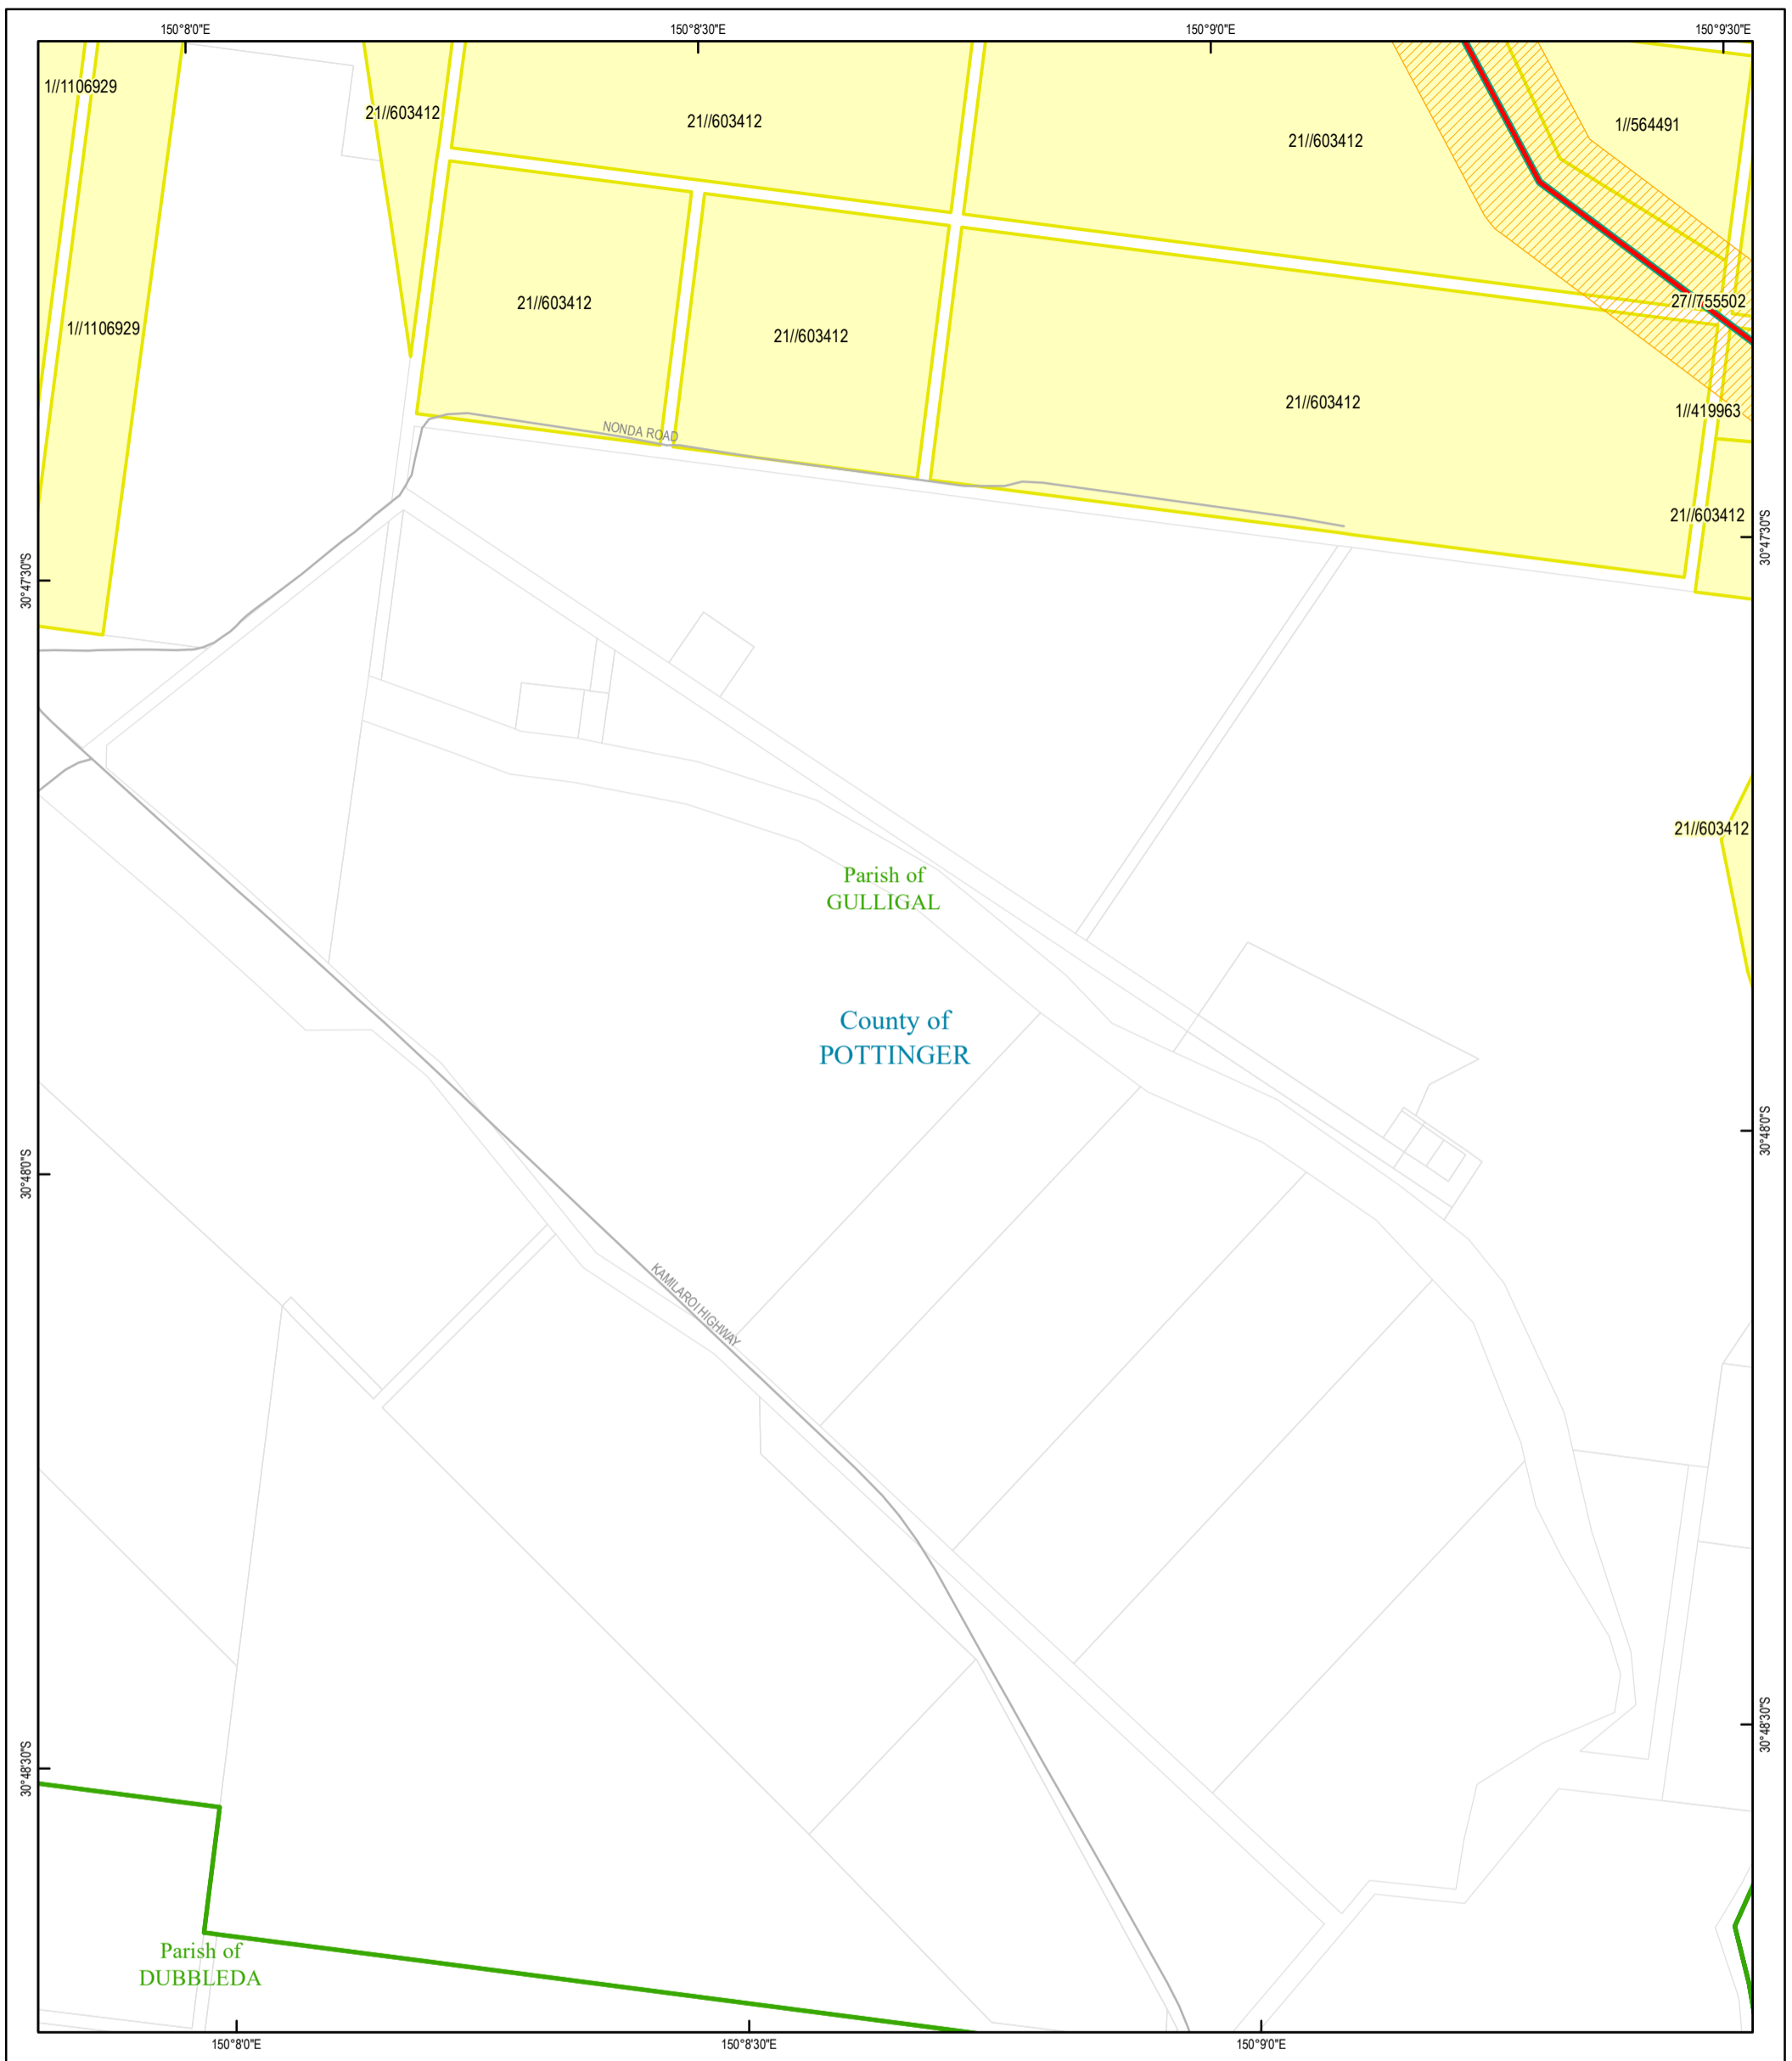 150°8'0"E
150°8'30"E
150°9'0"E
150°9'30"E
1//1106929
21//603412
21//603412
21//603412
1//564491
1//1106929
21//603412
21//603412
21//603412
27//755502
1//419963
NONDA ROAD
21//603412
30°47'30"S
30°47'30"S
21//603412
Parish of
GULLIGAL
County of
POTTINGER
30°48'0"S
30°48'0"S
KAMILAROI HIGHWAY
30°48'30"S
30°48'30"S
Parish of
DUBBLEDA
150°8'0"E
150°8'30"E
150°9'0"E